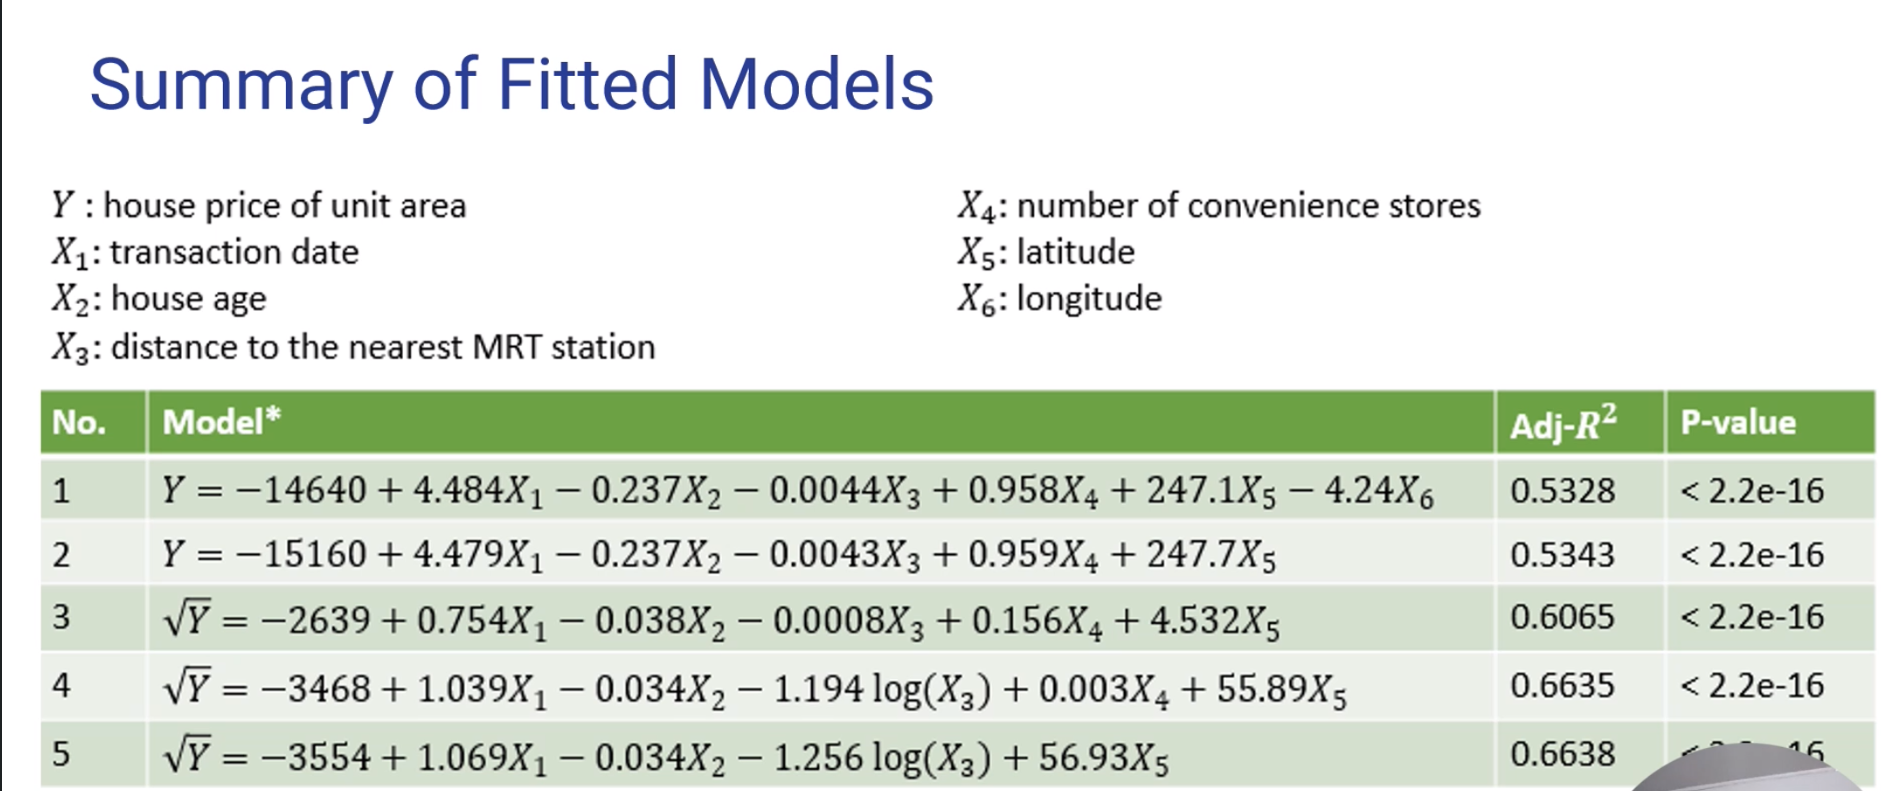 Summary of Fitted Models
Y : house price of unit area
X₁: transaction date
X₂: house age
X₃: distance to the nearest MRT station
X₄: number of convenience stores
X₅: latitude
X₆: longitude
No. Model* Adj-R² P-value
1 Y = −14640 + 4.484X₁ − 0.237X₂ − 0.0044X₃ + 0.958X₄ + 247.1X₅ − 4.24X₆ 0.5328 < 2.2e-16
2 Y = −15160 + 4.479X₁ − 0.237X₂ − 0.0043X₃ + 0.959X₄ + 247.7X₅ 0.5343 < 2.2e-16
3 √Y = −2639 + 0.754X₁ − 0.038X₂ − 0.0008X₃ + 0.156X₄ + 4.532X₅ 0.6065 < 2.2e-16
4 √Y = −3468 + 1.039X₁ − 0.034X₂ − 1.194 log(X₃) + 0.003X₄ + 55.89X₅ 0.6635 < 2.2e-16
5 √Y = −3554 + 1.069X₁ − 0.034X₂ − 1.256 log(X₃) + 56.93X₅ 0.6638